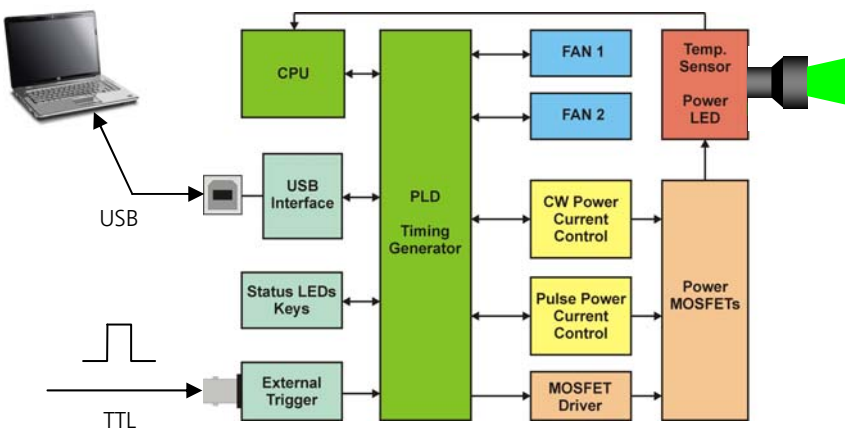 CPU
FAN 1
Temp.
Sensor
Power
LED
FAN 2
USB
Interface
USB
PLD
Timing
Generator
CW Power
Current
Control
Power
MOSFETs
Status LEDs
Keys
Pulse Power
Current
Control
External
Trigger
MOSFET
Driver
TTL